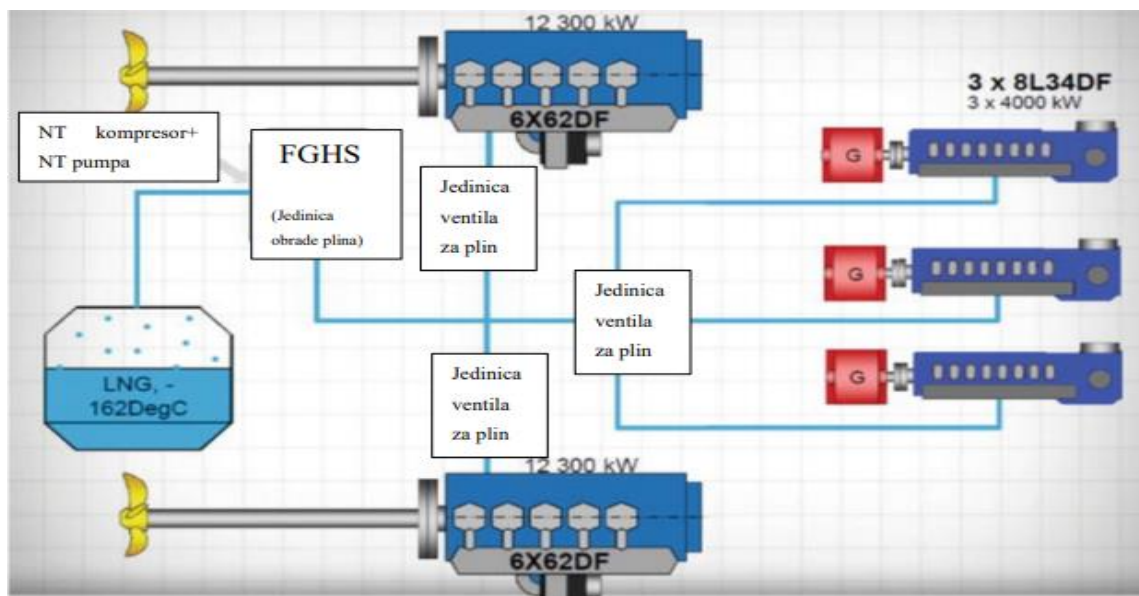 12 300 kW
6X62DF
3 x 8L34DF
3 x 4000 kW
NT kompresor+
NT pumpa
FGHS
(Jedinica
obrade plina)
Jedinica
ventila
za plin
G
G
G
Jedinica
ventila
za plin
Jedinica
ventila
za plin
LNG, -
162DegC
12 300 kW
6X62DF